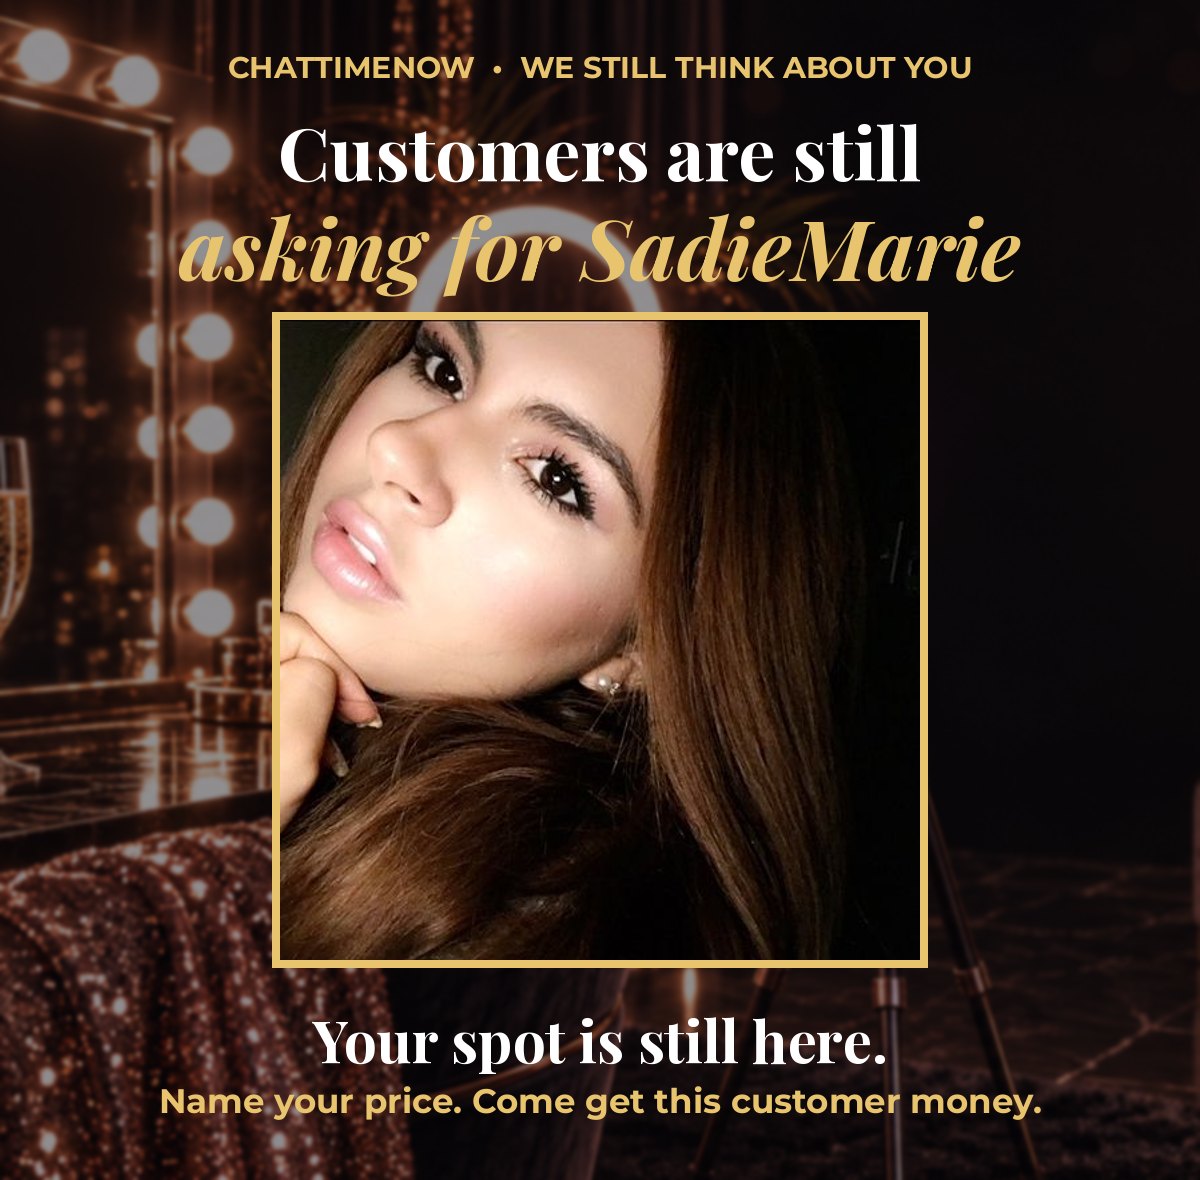 CHATTIMENOW • WE STILL THINK ABOUT YOU
Customers are still
asking for SadieMarie
Your spot is still here.
Name your price. Come get this customer money.